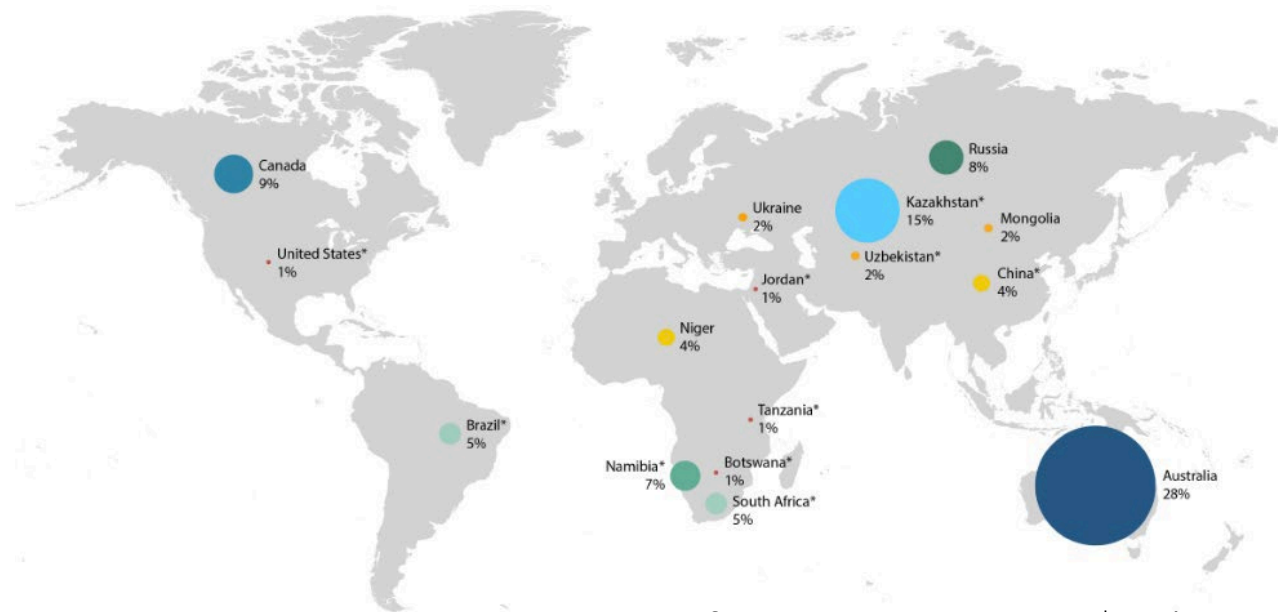 Canada
9%
United States*
1%
Brazil*
5%
Russia
8%
Kazakhstan*
15%
Ukraine
2%
Mongolia
2%
Uzbekistan*
2%
China*
4%
Jordan*
1%
Niger
4%
Tanzania*
1%
Namibia*
7%
Botswana*
1%
South Africa*
5%
Australia
28%